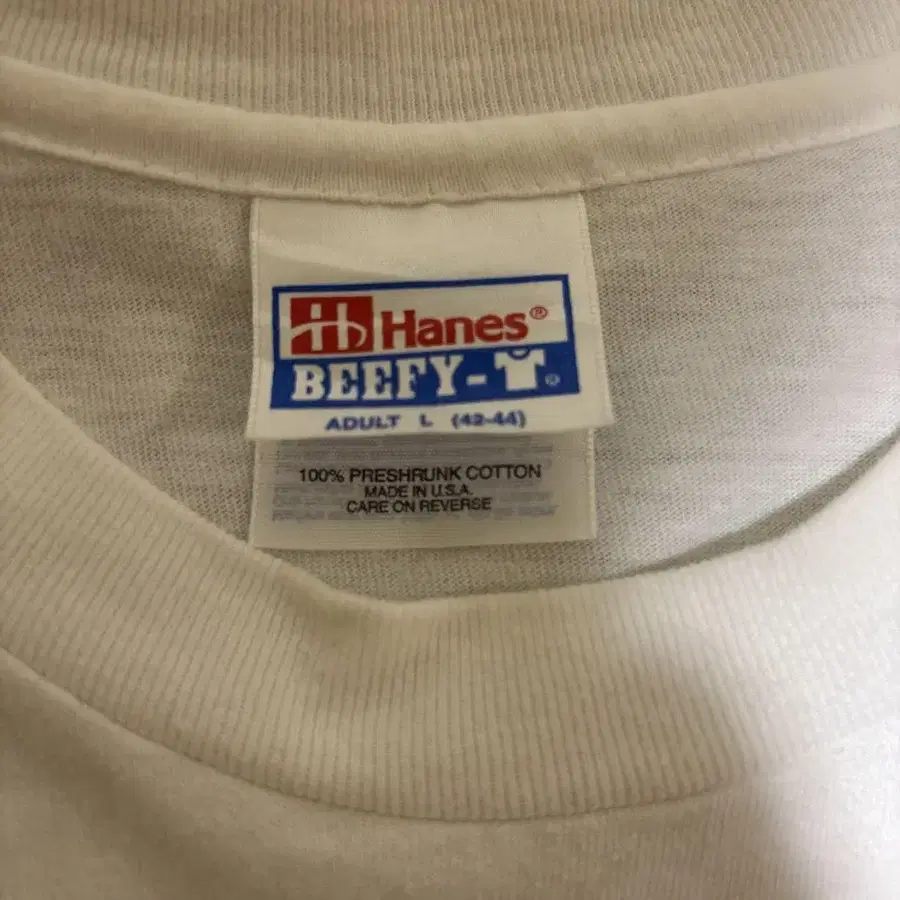 Hanes®
BEEFY-T®
ADULT L (42-44)
100% PRESHRUNK COTTON
MADE IN U.S.A.
CARE ON REVERSE